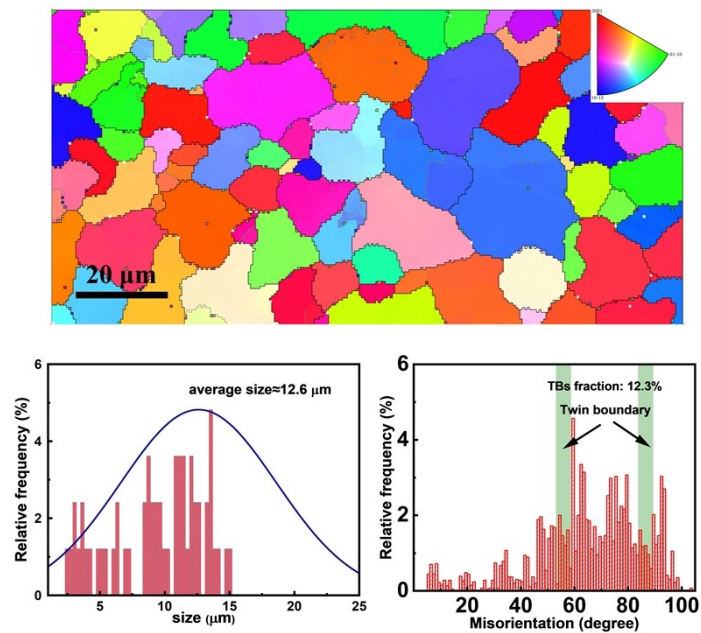 0001
01-10
10-10
20 μm
6
4
2
0
Relative frequency (%)
average size≈12.6 μm
5
10
15
20
25
size (μm)
6
4
2
0
Relative frequency (%)
TBs fraction: 12.3%
Twin boundary
20
40
60
80
100
Misorientation (degree)